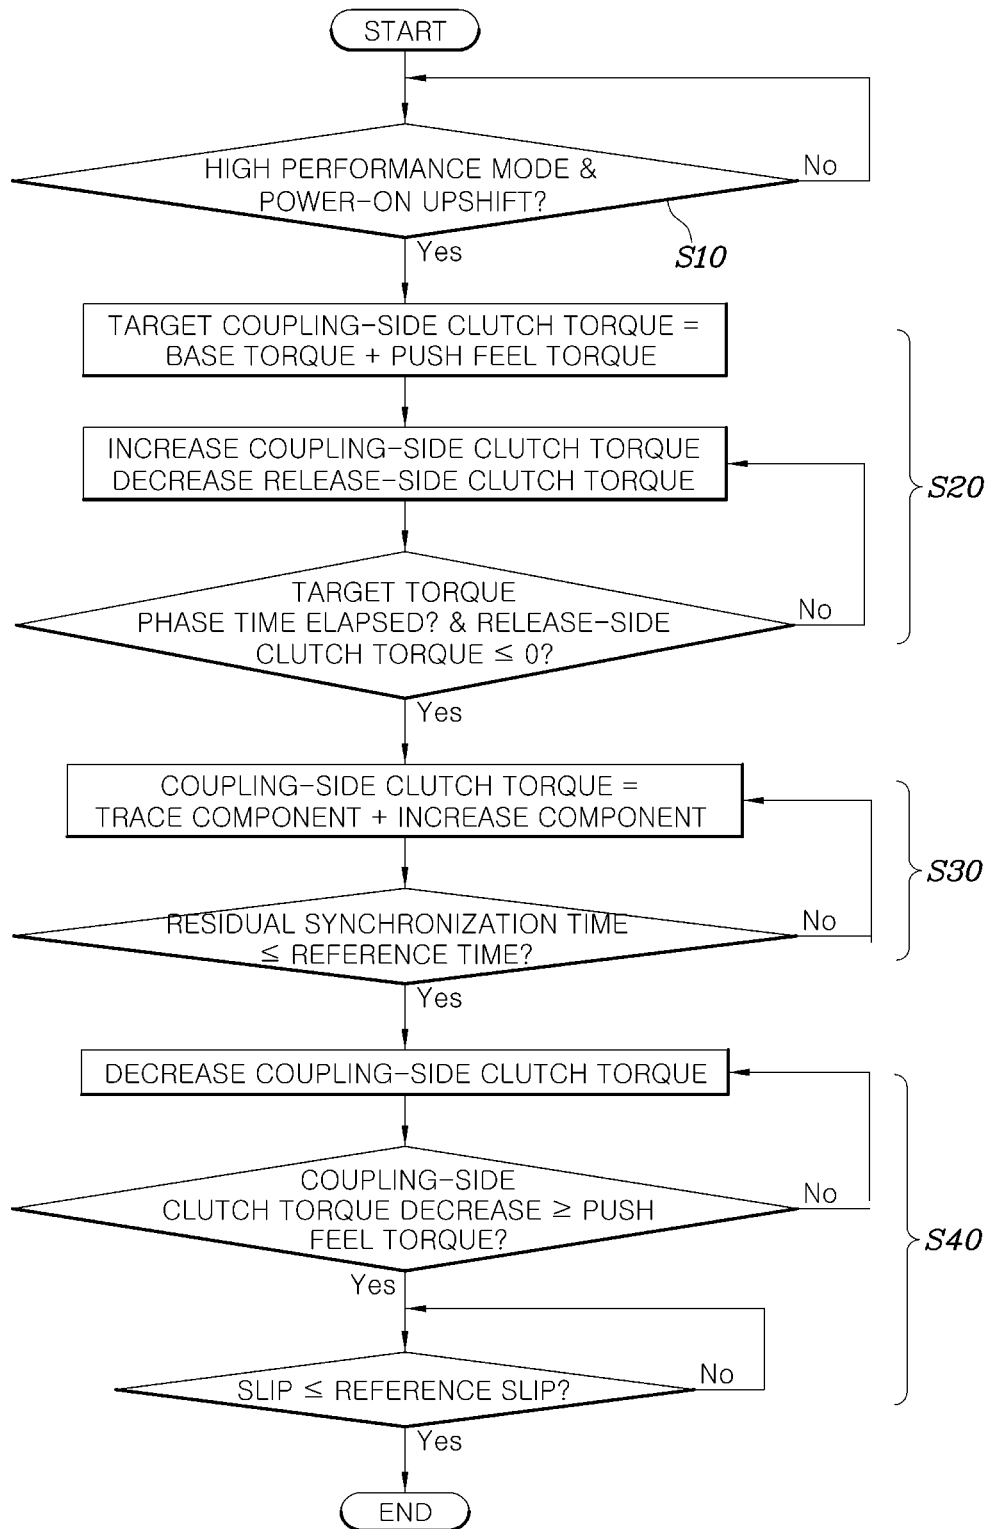 START
HIGH PERFORMANCE MODE &
POWER-ON UPSHIFT?
No
S10
Yes
TARGET COUPLING-SIDE CLUTCH TORQUE =
BASE TORQUE + PUSH FEEL TORQUE
INCREASE COUPLING-SIDE CLUTCH TORQUE
DECREASE RELEASE-SIDE CLUTCH TORQUE
S20
TARGET TORQUE
PHASE TIME ELAPSED? & RELEASE-SIDE
CLUTCH TORQUE ≤ 0?
No
Yes
COUPLING-SIDE CLUTCH TORQUE =
TRACE COMPONENT + INCREASE COMPONENT
S30
RESIDUAL SYNCHRONIZATION TIME
≤ REFERENCE TIME?
No
Yes
DECREASE COUPLING-SIDE CLUTCH TORQUE
COUPLING-SIDE
CLUTCH TORQUE DECREASE ≥ PUSH
FEEL TORQUE?
No
S40
Yes
SLIP ≤ REFERENCE SLIP?
No
Yes
END